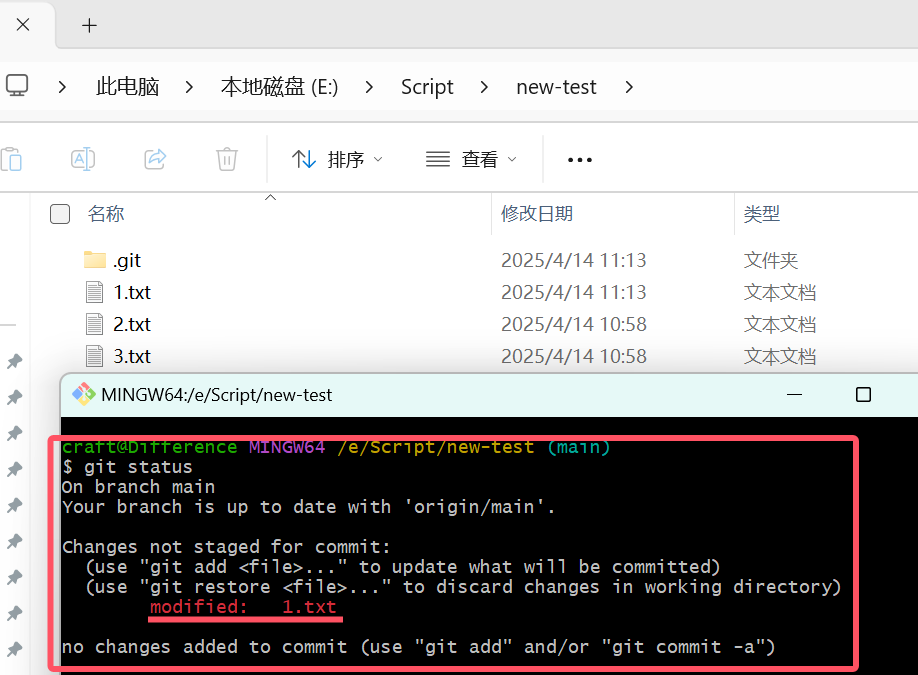 此电脑 本地磁盘 (E:) Script new-test
排序 查看
名称 修改日期 类型
.git 2025/4/14 11:13 文件夹
1.txt 2025/4/14 11:13 文本文档
2.txt 2025/4/14 10:58 文本文档
3.txt 2025/4/14 10:58 文本文档
MINGW64:/e/Script/new-test
craft@Difference MINGW64 /e/Script/new-test (main)
$ git status
On branch main
Your branch is up to date with 'origin/main'.
Changes not staged for commit:
(use "git add <file>..." to update what will be committed)
(use "git restore <file>..." to discard changes in working directory)
modified: 1.txt
no changes added to commit (use "git add" and/or "git commit -a")